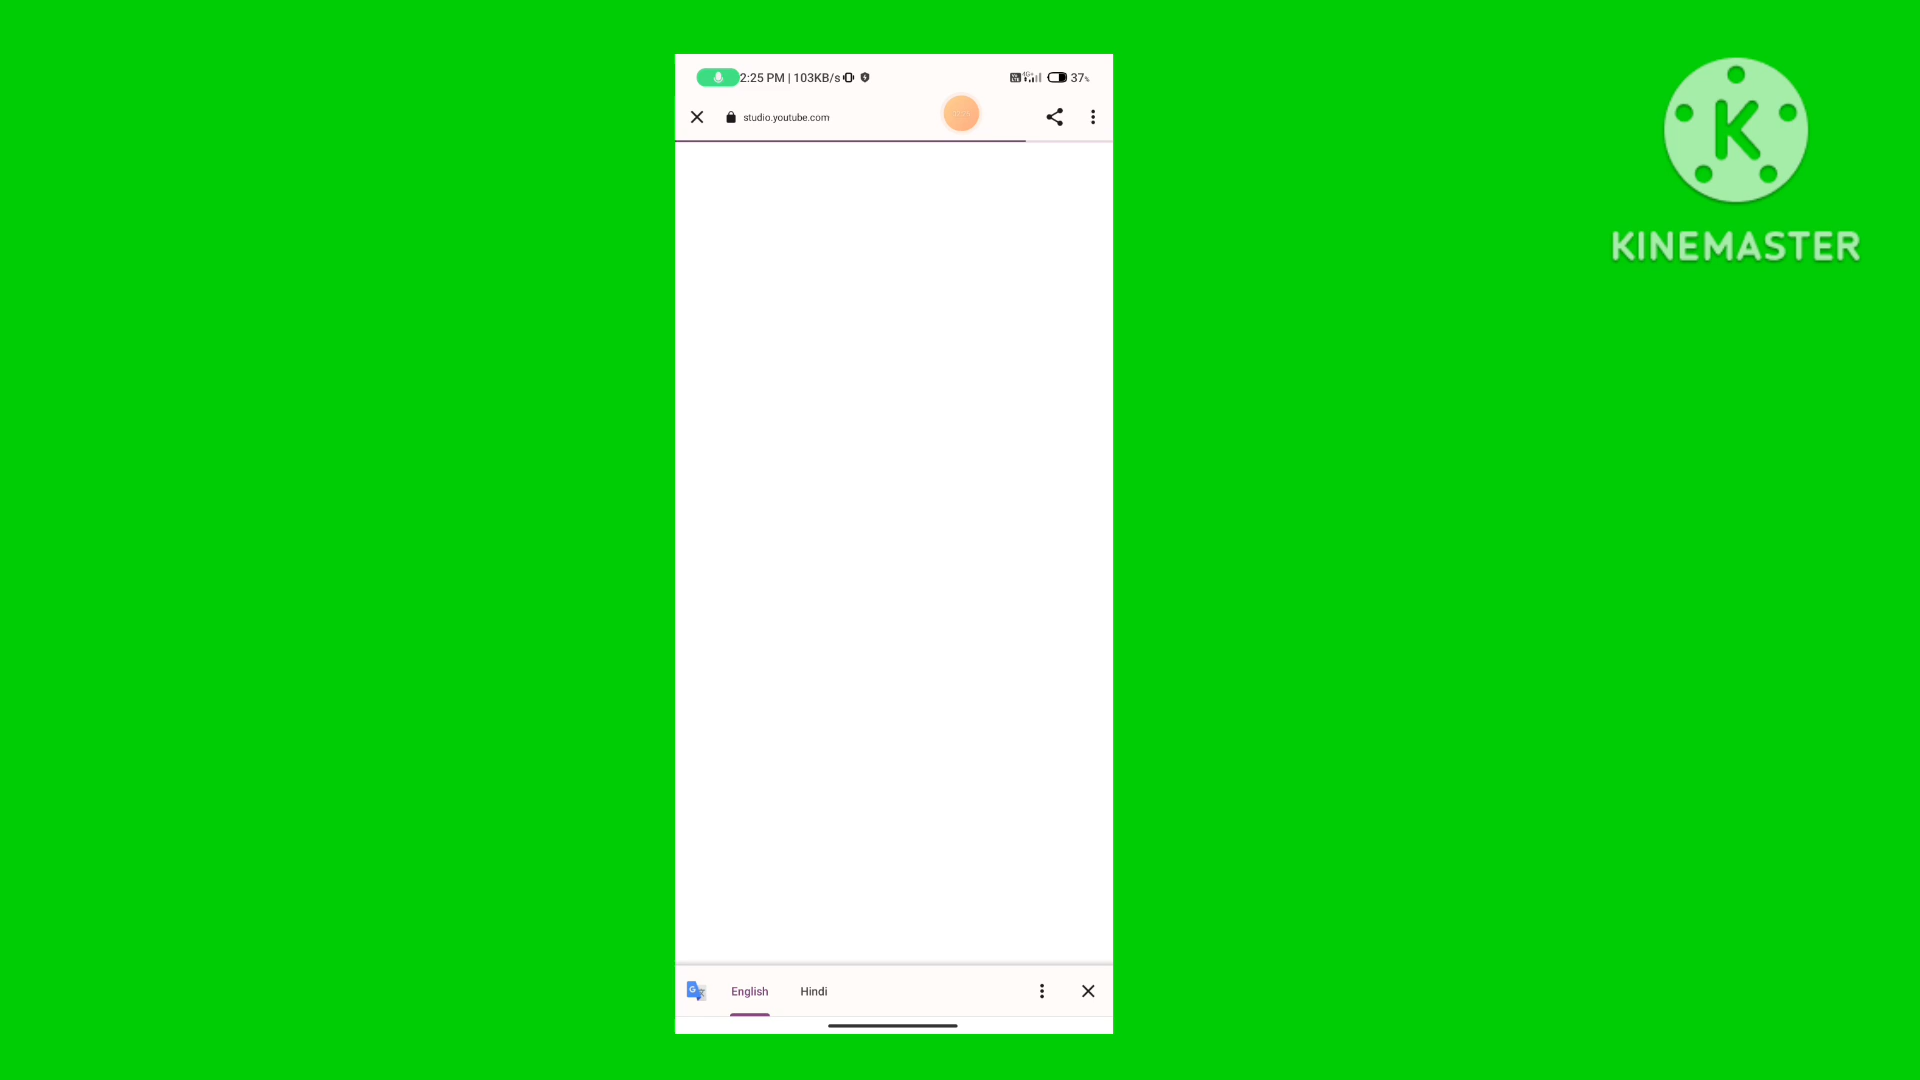 2:25 PM | 103KB/s
37%
studio.youtube.com
K
KINEMASTER
English
Hindi